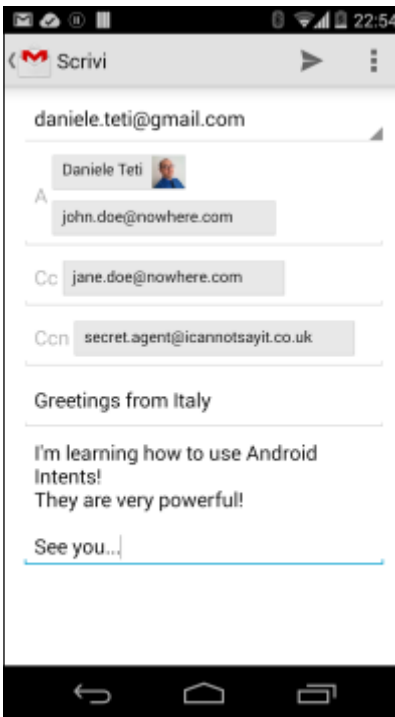 22:54
Scrivi
daniele.teti@gmail.com
A
Daniele Teti
john.doe@nowhere.com
Cc jane.doe@nowhere.com
Ccn secret.agent@icannotsayit.co.uk
Greetings from Italy
I'm learning how to use Android
Intents!
They are very powerful!
See you...